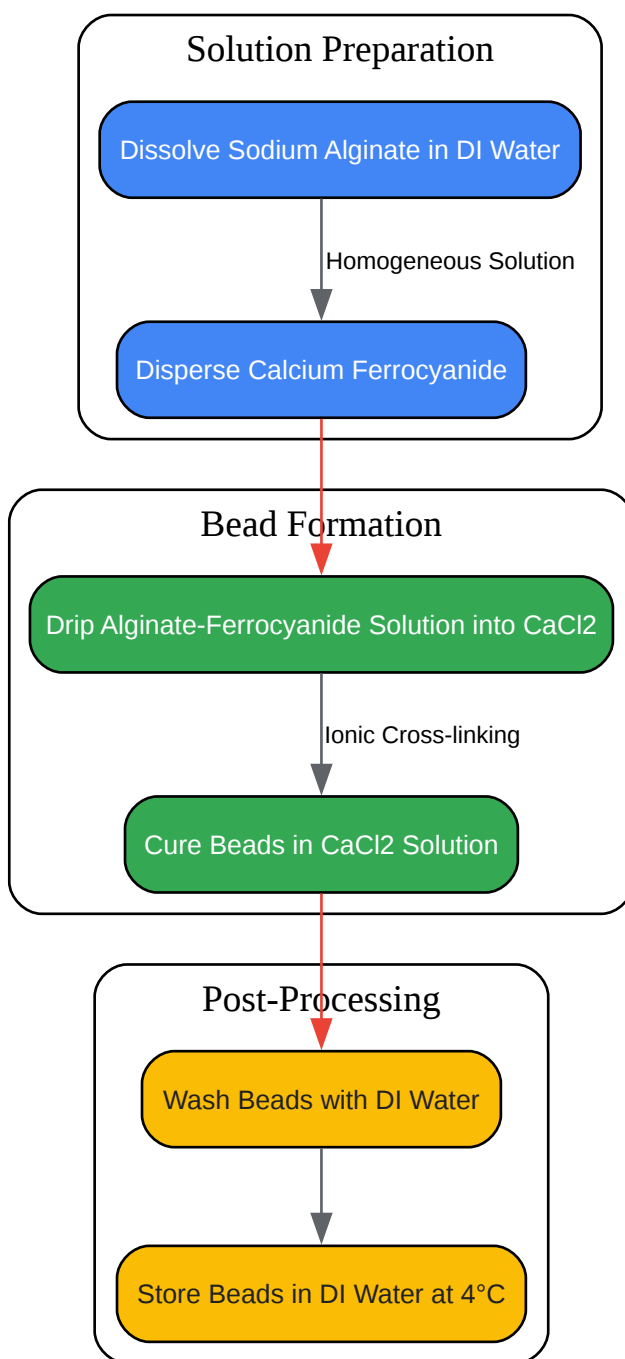 Solution Preparation
Dissolve Sodium Alginate in DI Water
Homogeneous Solution
Disperse Calcium Ferrocyanide
Bead Formation
Drip Alginate-Ferrocyanide Solution into CaCl2
Ionic Cross-linking
Cure Beads in CaCl2 Solution
Post-Processing
Wash Beads with DI Water
Store Beads in DI Water at 4°C